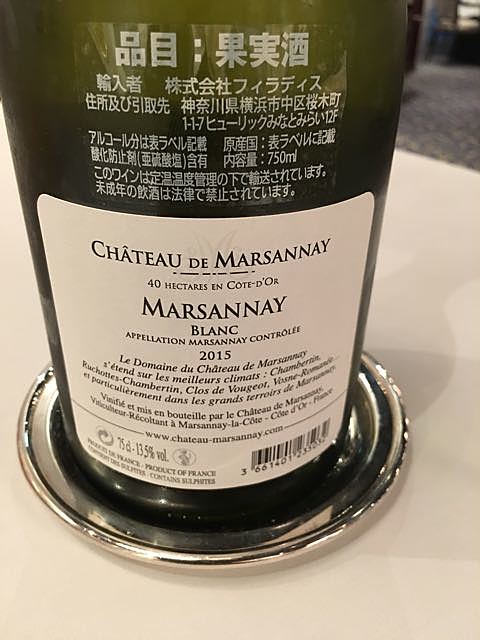 品目：果実酒
輸入者 株式会社フィラディス
住所及び引取先 神奈川県横浜市中区桜木町
1-1-7ヒューリックみなとみらい12F
アルコール分は表ラベルに記載 原産国：表ラベルに記載
酸化防止剤(亜硫酸塩)含有 内容量：750ml
このワインは定温温度管理の下で輸送されています。
未成年の飲酒は法律で禁止されています。
CHÂTEAU DE MARSANNAY
40 HECTARES EN CÔTE-D'OR
MARSANNAY
BLANC
APPELLATION MARSANNAY CONTRÔLÉE
2015
Le Domaine du Château de Marsannay
s'étend sur les meilleurs climats : Chambertin,
Ruchottes-Chambertin, Clos de Vougeot, Vosne-Romanée...
et particulièrement dans les grands terroirs de Marsannay.
Vinifié et mis en bouteille par le Château de Marsannay,
Viticulteur-Récoltant à Marsannay-la-Côte - Côte d'Or - France
www.chateau-marsannay.com
75 cl - 13,5% vol.
PRODUIT DE FRANCE - PRODUCT OF FRANCE
CONTIENT DES SULFITES - CONTAINS SULPHITES